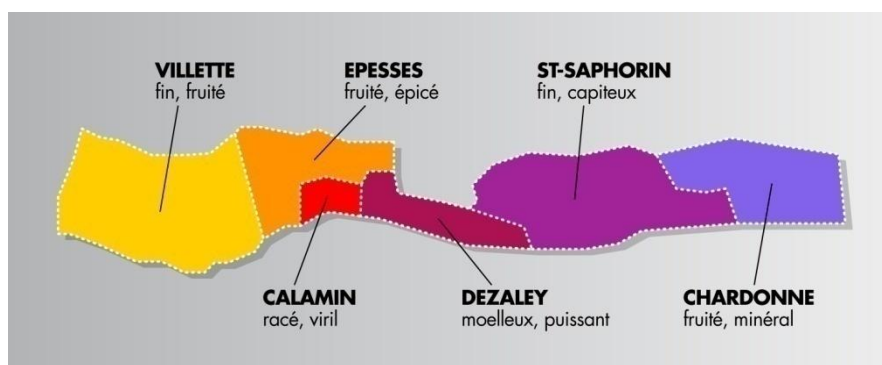 VILLETTE
fin, fruité
EPESSES
fruité, épicé
ST-SAPHORIN
fin, capiteux
CALAMIN
racé, viril
DEZALEY
moelleux, puissant
CHARDONNE
fruité, minéral